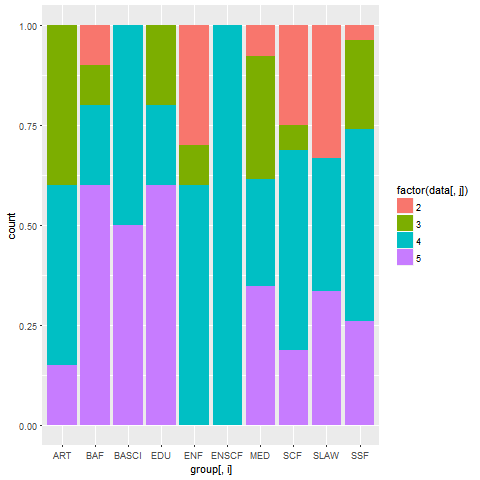 1.00
0.75
0.50
0.25
0.00
count
ART BAF BASCI EDU ENF ENSCF MED SCF SLAW SSF
group[, i]
factor(data[, j])
2
3
4
5